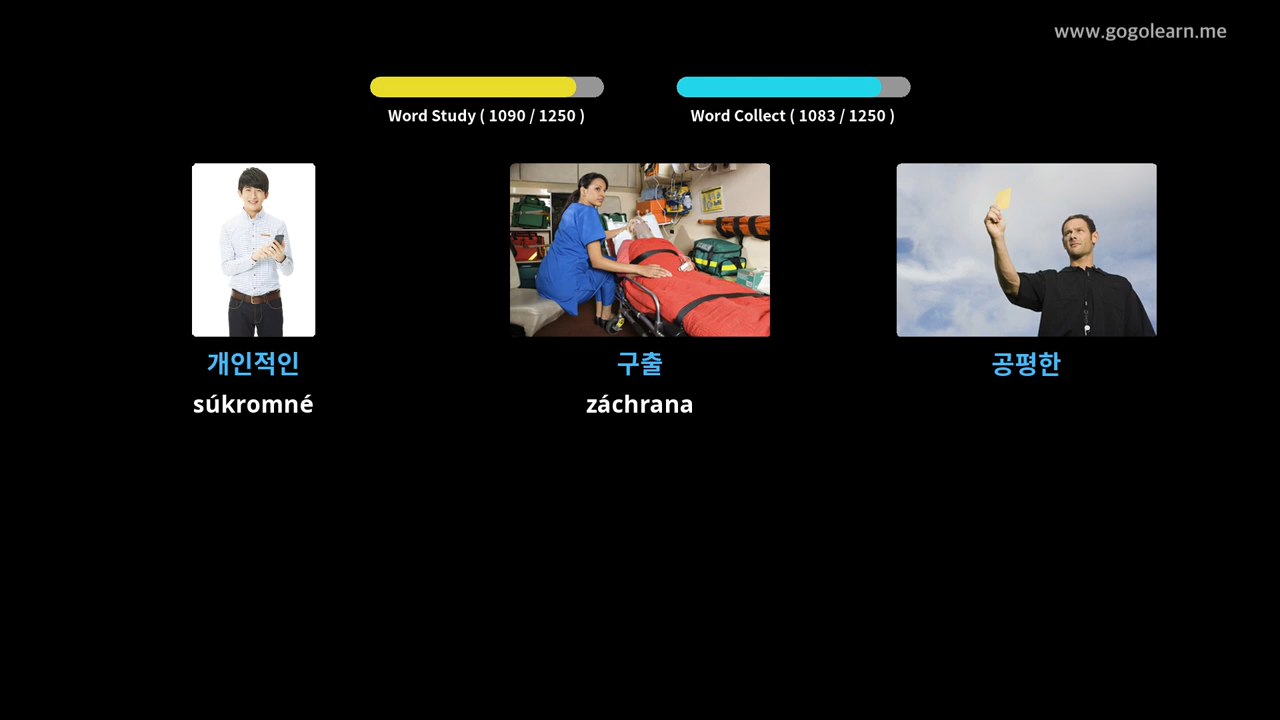 www.gogolearn.me
Word Study ( 1090 / 1250 )
Word Collect ( 1083 / 1250 )
개인적인
구출
공평한
súkromné
záchrana